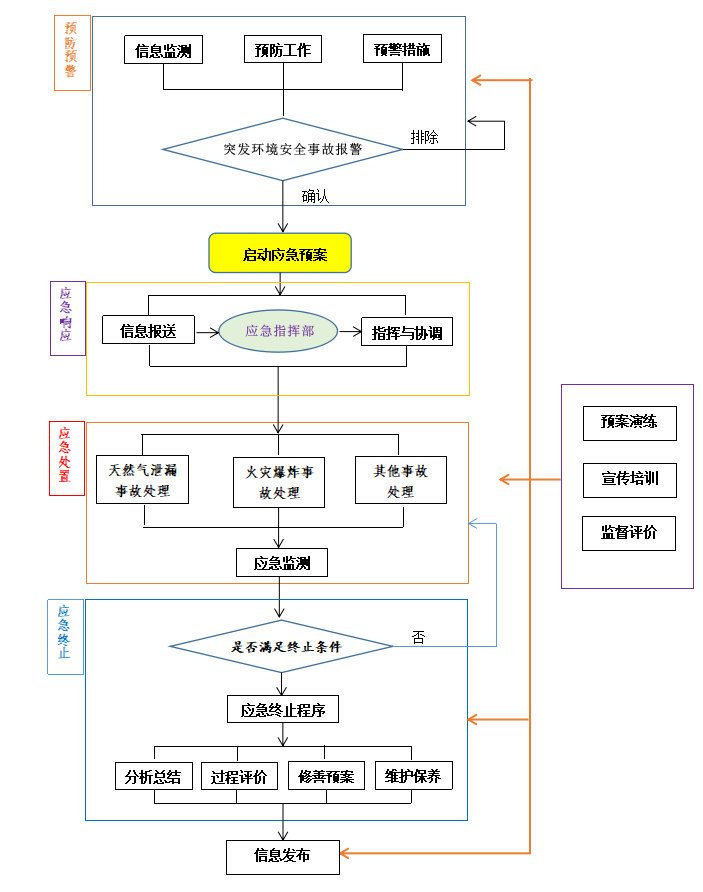 预防预警
信息监测
预防工作
预警措施
突发环境安全事故报警
排除
确认
启动应急预案
应急响应
信息报送
应急指挥部
指挥与协调
应急处置
天然气泄漏
事故处理
火灾爆炸事
故处理
其他事故
处理
应急监测
应急终止
是否满足终止条件
否
应急终止程序
分析总结
过程评价
修善预案
维护保养
信息发布
预案演练
宣传培训
监督评价